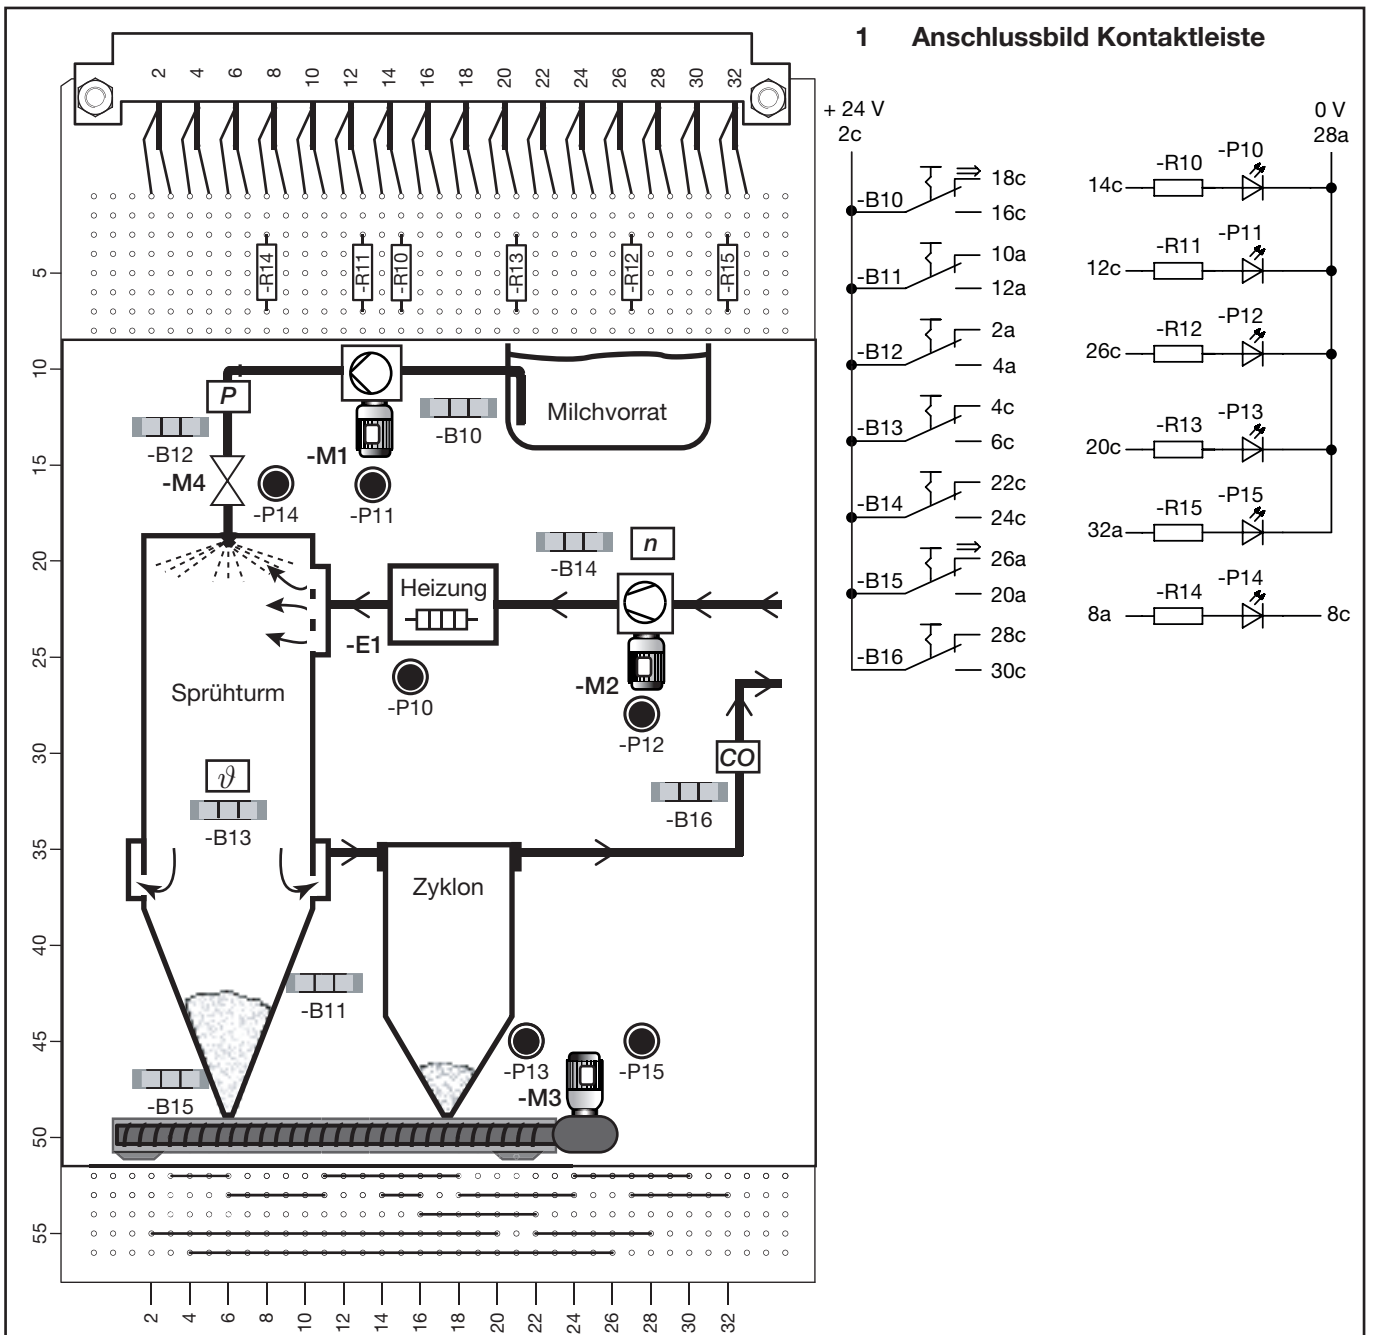 1 Anschlussbild Kontaktleiste
2 4 6 8 10 12 14 16 18 20 22 24 26 28 30 32
-R14 -R11 -R10 -R13 -R12 -R15
5
10
15
20
25
30
35
40
45
50
55
P
-B12
-M4
-P14
-M1
-P11
-B10
Milchvorrat
-B14
n
Heizung
-E1
-P10
-M2
-P12
Sprühturm
ϑ
-B13
CO
-B16
Zyklon
-B11
-B15
-P13
-P15
-M3
2 4 6 8 10 12 14 16 18 20 22 24 26 28 30 32
+ 24 V
2c
-B10 18c
16c
-B11 10a
12a
-B12 2a
4a
-B13 4c
6c
-B14 22c
24c
-B15 26a
20a
-B16 28c
30c
0 V
28a
14c -R10 -P10
12c -R11 -P11
26c -R12 -P12
20c -R13 -P13
32a -R15 -P15
8a -R14 -P14 8c